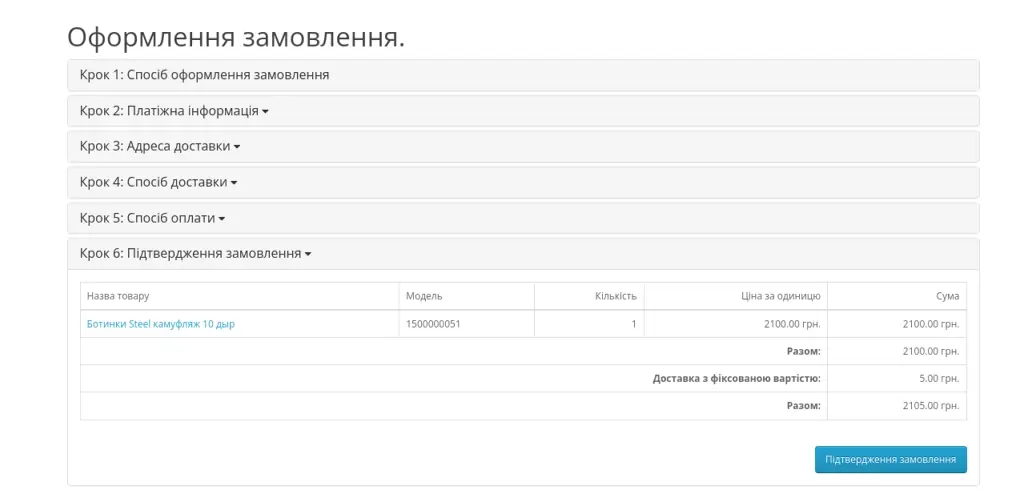 Оформлення замовлення.
Крок 1: Спосіб оформлення замовлення
Крок 2: Платіжна інформація
Крок 3: Адреса доставки
Крок 4: Спосіб доставки
Крок 5: Спосіб оплати
Крок 6: Підтвердження замовлення
Назва товару Модель Кількість Ціна за одиницю Сума
Ботинки Steel камуфляж 10 дыр 1500000051 1 2100.00 грн. 2100.00 грн.
Разом: 2100.00 грн.
Доставка з фіксованою вартістю: 5.00 грн.
Разом: 2105.00 грн.
Підтвердження замовлення